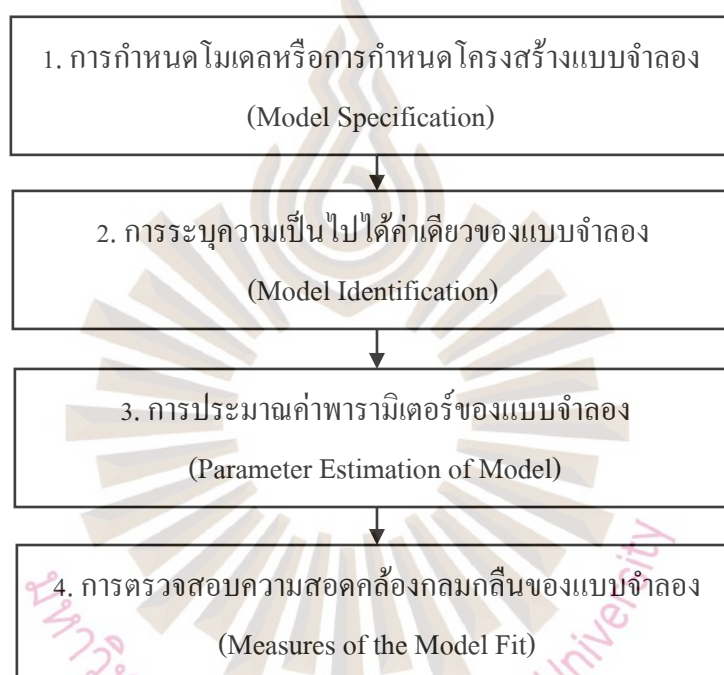 1. การกำหนดโมเดลหรือการกำหนดโครงสร้างแบบจำลอง
(Model Specification)
2. การระบุความเป็นไปได้ค่าเดียวของแบบจำลอง
(Model Identification)
3. การประมาณค่าพารามิเตอร์ของแบบจำลอง
(Parameter Estimation of Model)
4. การตรวจสอบความสอดคล้องกลมกลืนของแบบจำลอง
(Measures of the Model Fit)
University